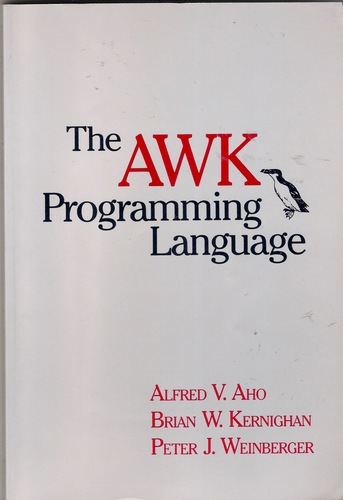 The AWK
Programming
Language
ALFRED V. AHO
BRIAN W. KERNIGHAN
PETER J. WEINBERGER